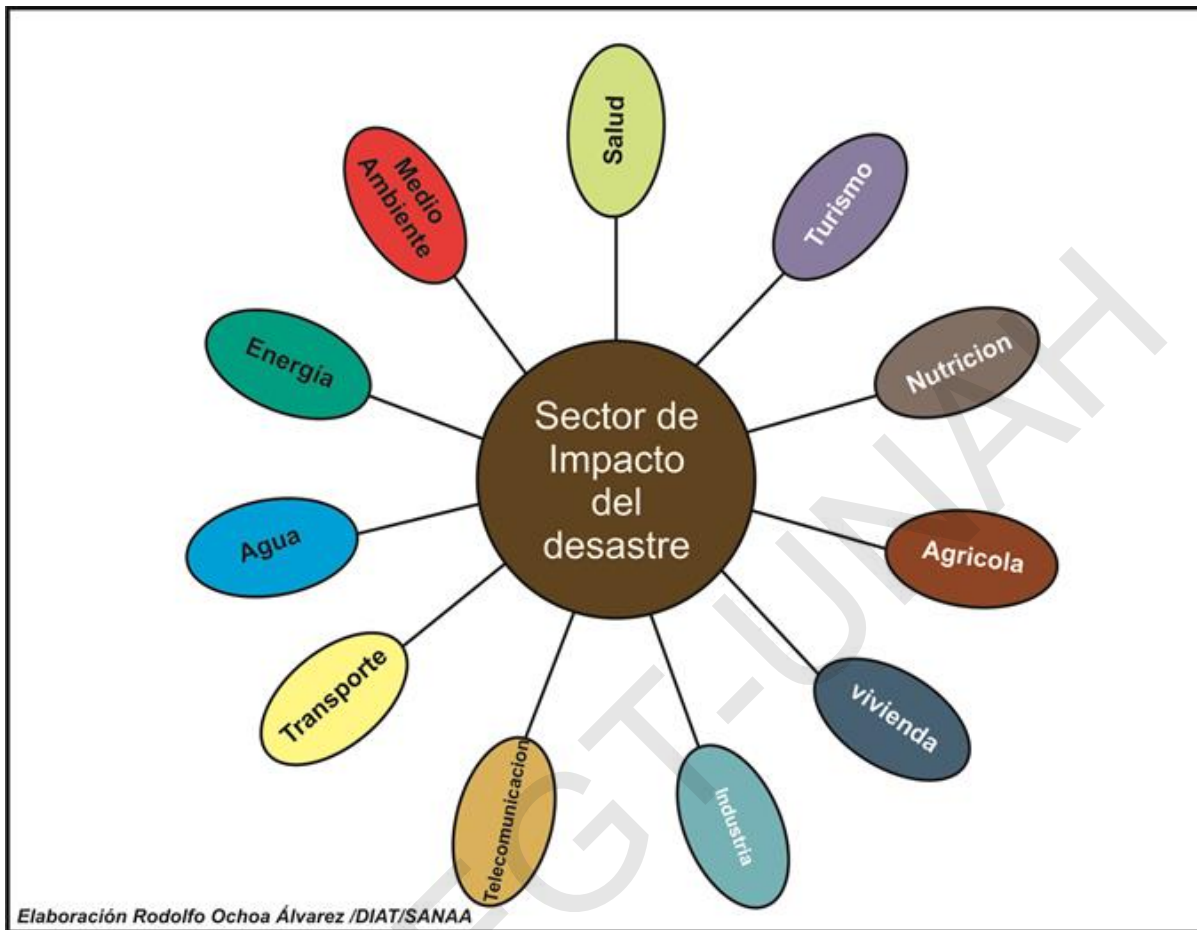 Salud
Turismo
Nutricion
Agricola
vivienda
Industria
Telecomunicacion
Transporte
Agua
Energía
Medio
Ambiente
Sector de
Impacto
del
desastre
Elaboración Rodolfo Ochoa Álvarez /DIAT/SANAA